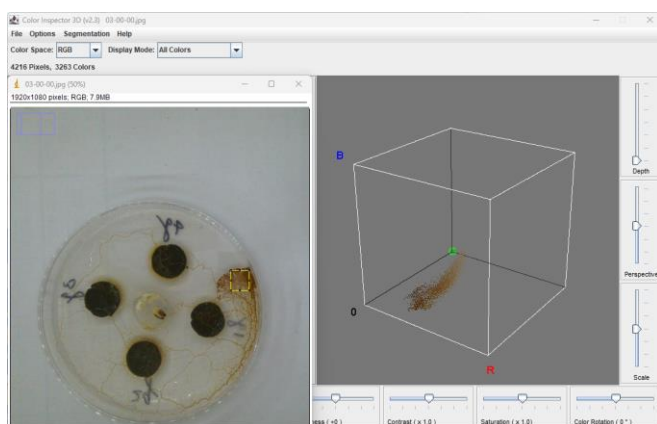 Color Inspector 3D (v2.3) 03-00-00.jpg
File Options Segmentation Help
Color Space: RGB Display Mode: All Colors
4216 Pixels, 3263 Colors
03-00-00.jpg (50%)
1920x1080 pixels; RGB; 7.9MB
B
0
R
Depth
Perspective
Scale
ness ( +0 ) Contrast ( x 1.0 ) Saturation ( x 1.0 ) Color Rotation ( 0 ° )